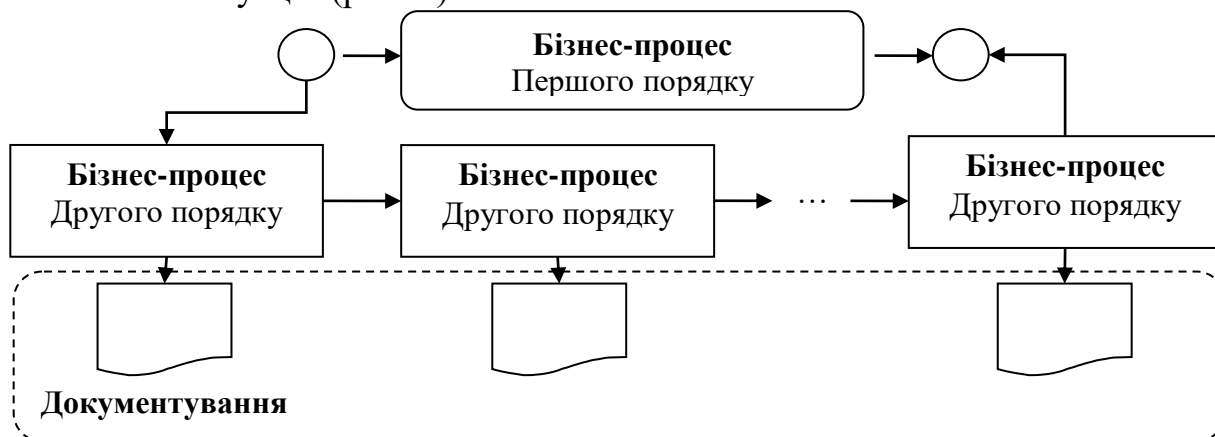 Бізнес-процес
Першого порядку
Бізнес-процес
Другого порядку
Бізнес-процес
Другого порядку
...
Бізнес-процес
Другого порядку
Документування